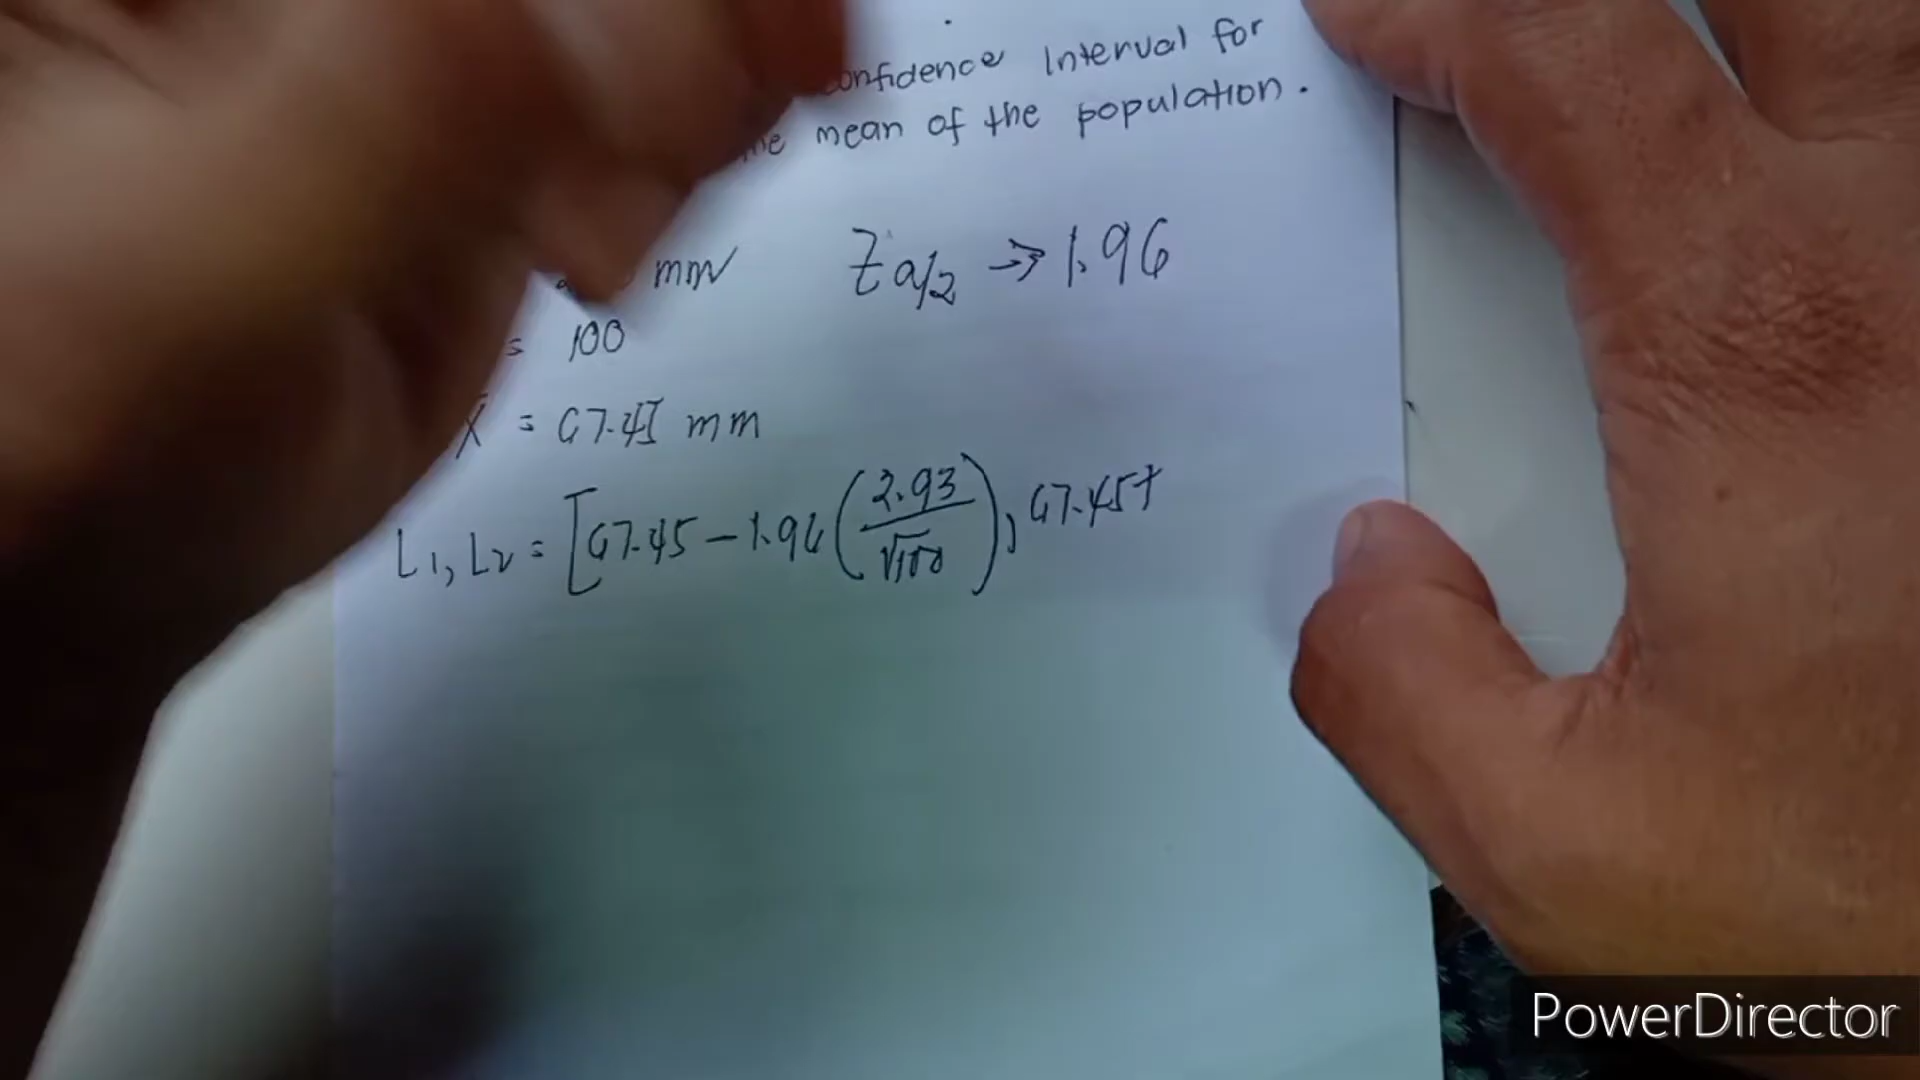 confidence Interval for
the mean of the population.
mm Za/2 → 1.96
= 100
x̄ = 67.45 mm
L1, L2 = [67.45 - 1.96 (2.93/√100), 67.45+
PowerDirector